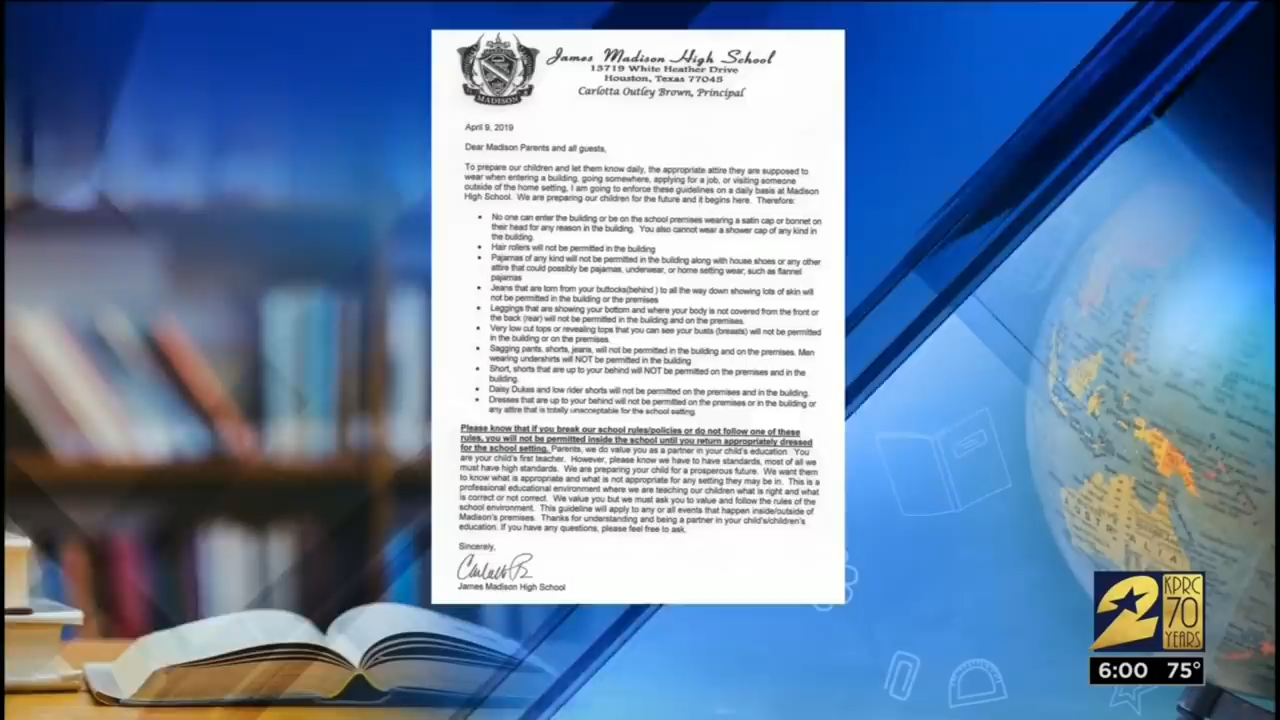 James Madison High School
13719 White Heather Drive
Houston, Texas 77045
Carlotta Outley Brown, Principal
MADISON
April 9, 2019
Dear Madison Parents and all guests,
To prepare our children and let them know daily, the appropriate attire they are supposed to
wear when entering a building, going somewhere, applying for a job, or visiting someone
outside of the home setting, I am going to enforce these guidelines on a daily basis at Madison
High School. We are preparing our children for the future and it begins here. Therefore:
• No one can enter the building or be on the school premises wearing a satin cap or bonnet on
their head for any reason in the building. You also cannot wear a shower cap of any kind in
the building.
• Hair rollers will not be permitted in the building
• Pajamas of any kind will not be permitted in the building along with house shoes or any other
attire that could possibly be pajamas, underwear, or home setting wear, such as flannel
pajamas
• Jeans that are torn from your buttocks(behind ) to all the way down showing lots of skin will
not be permitted in the building or the premises
• Leggings that are showing your bottom and where your body is not covered from the front or
the back (rear) will not be permitted in the building and on the premises.
• Very low cut tops or revealing tops that you can see your busts (breasts) will not be permitted
in the building or on the premises.
• Sagging pants, shorts, jeans, will not be permitted in the building and on the premises. Men
wearing undershirts will NOT be permitted in the building
• Short, shorts that are up to your behind will NOT be permitted on the premises and in the
building.
• Daisy Dukes and low rider shorts will not be permitted on the premises and in the building.
• Dresses that are up to your behind will not be permitted on the premises or in the building or
any attire that is totally unacceptable for the school setting.
Please know that if you break our school rules/policies or do not follow one of these
rules, you will not be permitted inside the school until you return appropriately dressed
for the school setting. Parents, we do value you as a partner in your child's education You
are your child's first teacher. However, please know we have to have standards, most of all we
must have high standards. We are preparing your child for a prosperous future. We want them
to know what is appropriate and what is not appropriate for any setting they may be in. This is a
professional educational environment where we are teaching our children what is right and what
is correct or not correct. We value you but we must ask you to value and follow the rules of the
school environment. This guideline will apply to any or all events that happen inside/outside of
Madison's premises. Thanks for understanding and being a partner in your child's/children's
education. If you have any questions, please feel free to ask.
Sincerely,
James Madison High School
2
KPRC
70
YEARS
6:00 75°